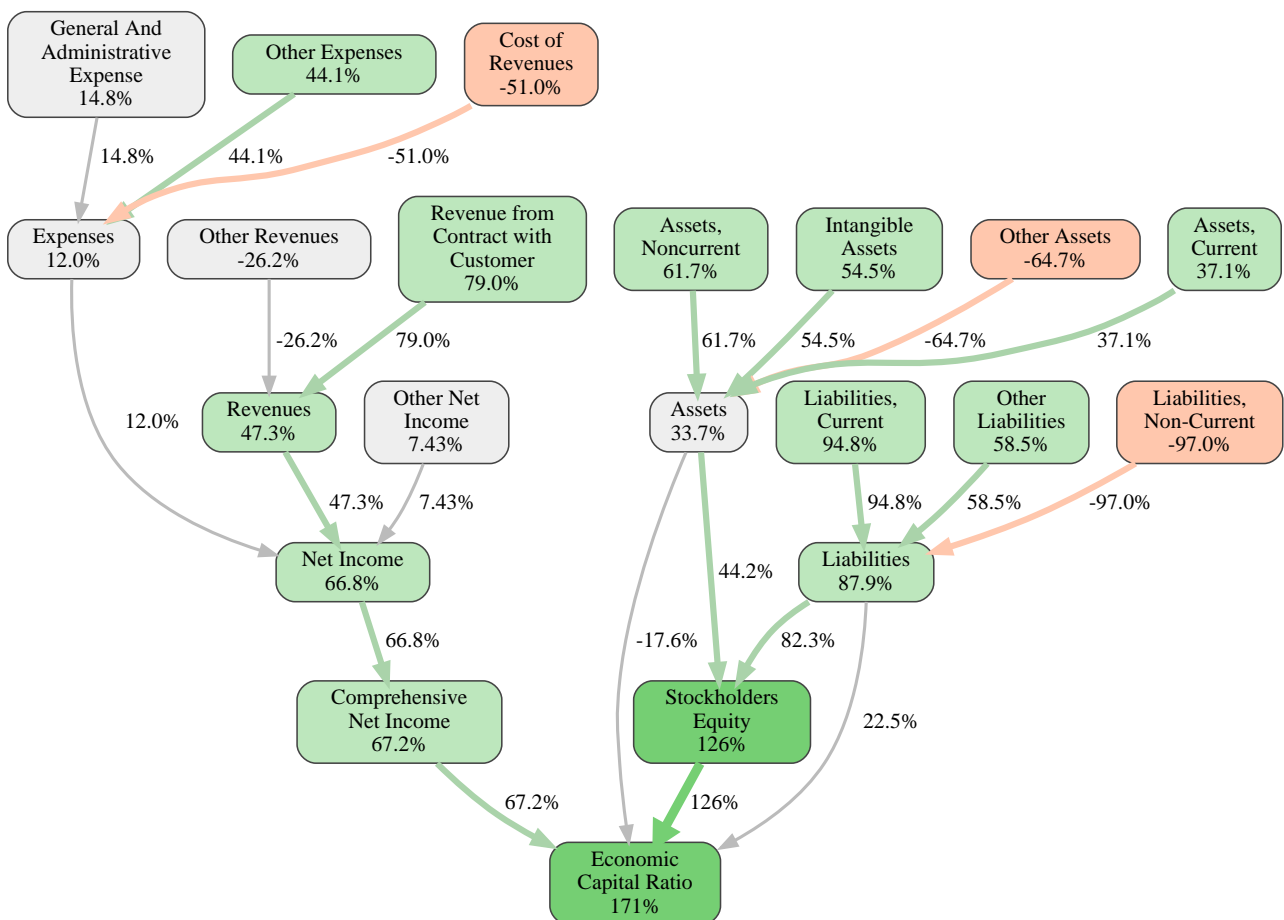 General And
Administrative
Expense
14.8%
Other Expenses
44.1%
Cost of
Revenues
-51.0%
14.8%
44.1%
-51.0%
Expenses
12.0%
Other Revenues
-26.2%
Revenue from
Contract with
Customer
79.0%
Assets,
Noncurrent
61.7%
Intangible
Assets
54.5%
Other Assets
-64.7%
Assets,
Current
37.1%
-26.2%
79.0%
61.7%
54.5%
-64.7%
37.1%
12.0%
Revenues
47.3%
Other Net
Income
7.43%
Assets
33.7%
Liabilities,
Current
94.8%
Other
Liabilities
58.5%
Liabilities,
Non-Current
-97.0%
47.3%
7.43%
94.8%
58.5%
-97.0%
Net Income
66.8%
44.2%
Liabilities
87.9%
66.8%
-17.6%
82.3%
Comprehensive
Net Income
67.2%
Stockholders
Equity
126%
22.5%
67.2%
126%
Economic
Capital Ratio
171%